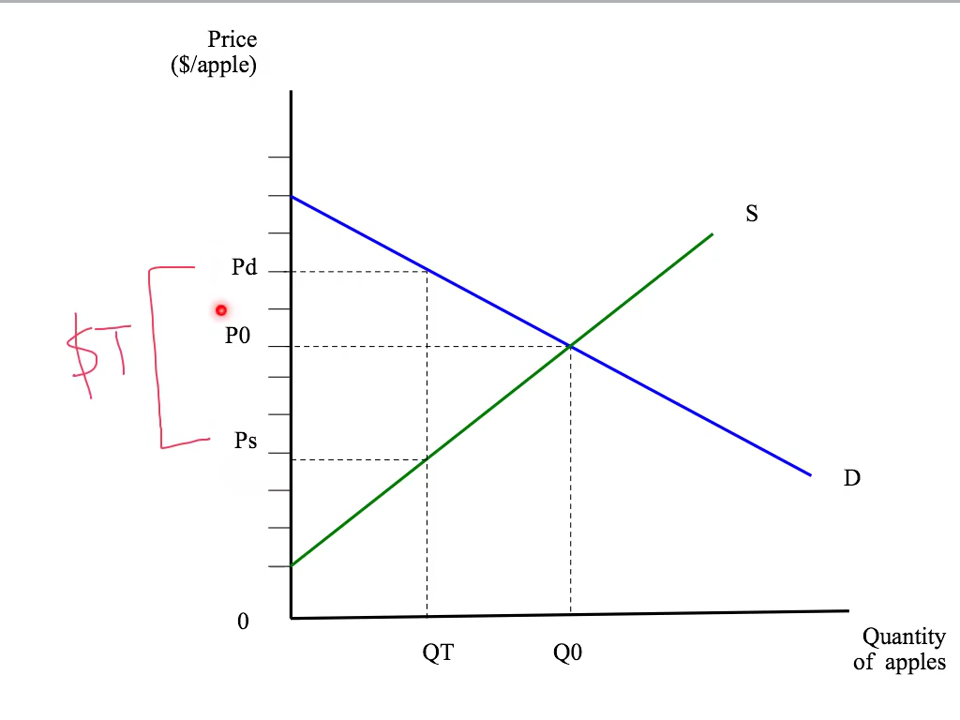 Price
($/apple)
S
Pd
P0
$T
Ps
D
0
QT
Q0
Quantity
of apples